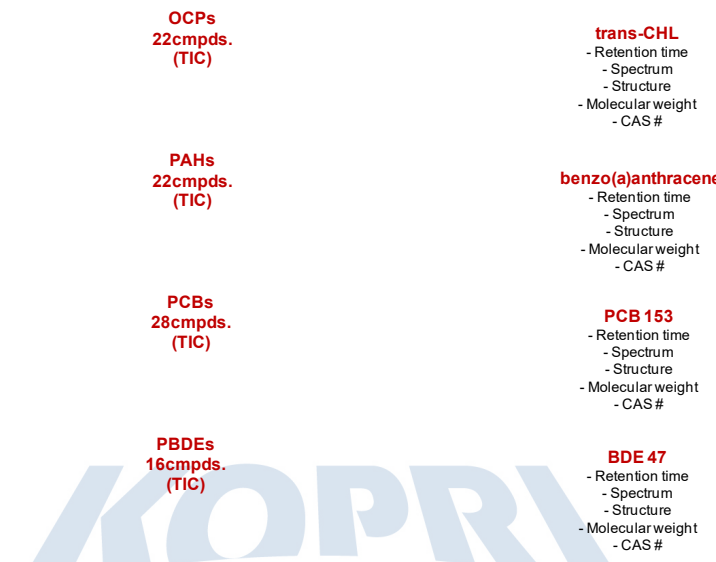 OCPs
22cmpds.
(TIC)
trans-CHL
- Retention time
- Spectrum
- Structure
- Molecular weight
- CAS #
PAHs
22cmpds.
(TIC)
benzo(a)anthracene
- Retention time
- Spectrum
- Structure
- Molecular weight
- CAS #
PCBs
28cmpds.
(TIC)
PCB 153
- Retention time
- Spectrum
- Structure
- Molecular weight
- CAS #
PBDEs
16cmpds.
(TIC)
BDE 47
- Retention time
- Spectrum
- Structure
- Molecular weight
- CAS #
KOPRI